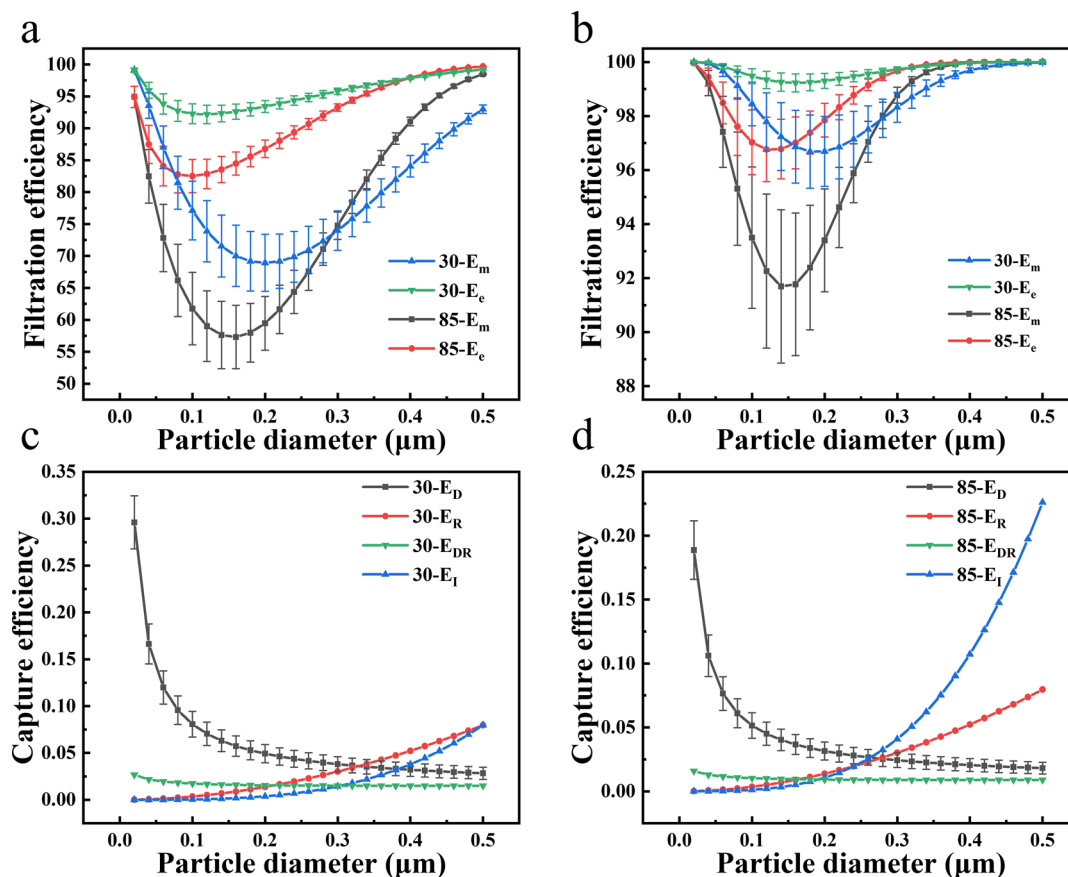 a
Filtration efficiency
100
95
90
85
80
75
70
65
60
55
50
30-Em
30-Ee
85-Em
85-Ee
0.0 0.1 0.2 0.3 0.4 0.5
Particle diameter (μm)
b
Filtration efficiency
100
98
96
94
92
90
88
30-Em
30-Ee
85-Em
85-Ee
0.0 0.1 0.2 0.3 0.4 0.5
Particle diameter (μm)
c
Capture efficiency
0.35
0.30
0.25
0.20
0.15
0.10
0.05
0.00
30-ED
30-ER
30-EDR
30-EI
0.0 0.1 0.2 0.3 0.4 0.5
Particle diameter (μm)
d
Capture efficiency
0.25
0.20
0.15
0.10
0.05
0.00
85-ED
85-ER
85-EDR
85-EI
0.0 0.1 0.2 0.3 0.4 0.5
Particle diameter (μm)